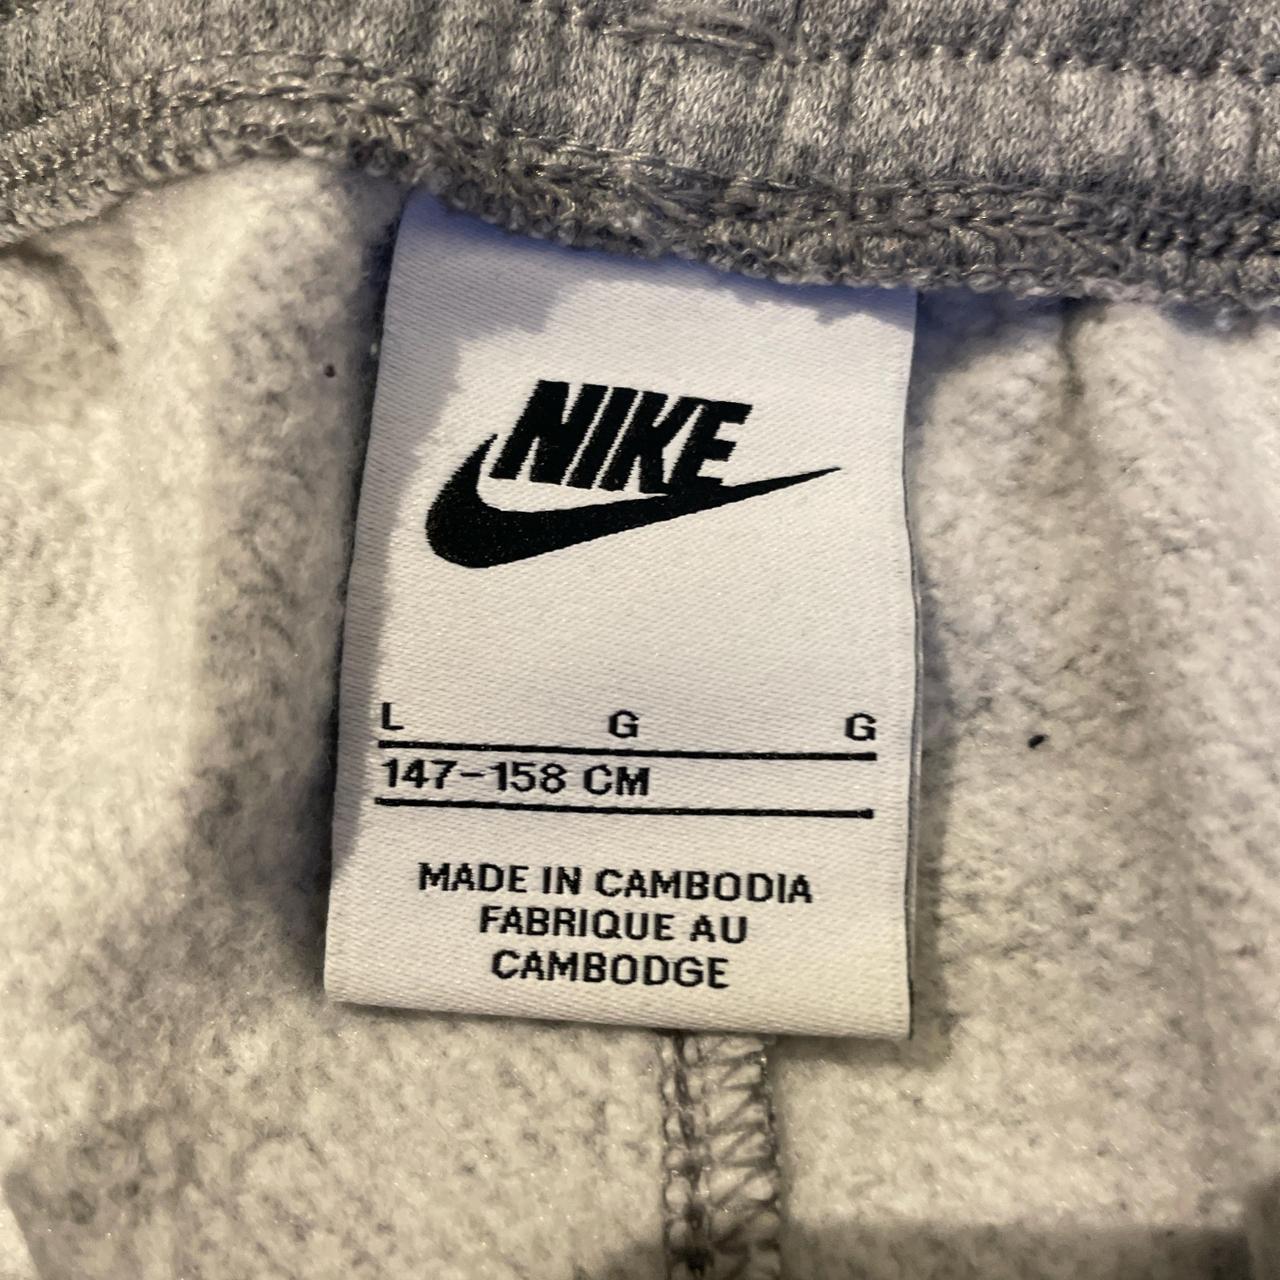 NIKE
L G G
147-158 CM
MADE IN CAMBODIA
FABRIQUE AU
CAMBODGE